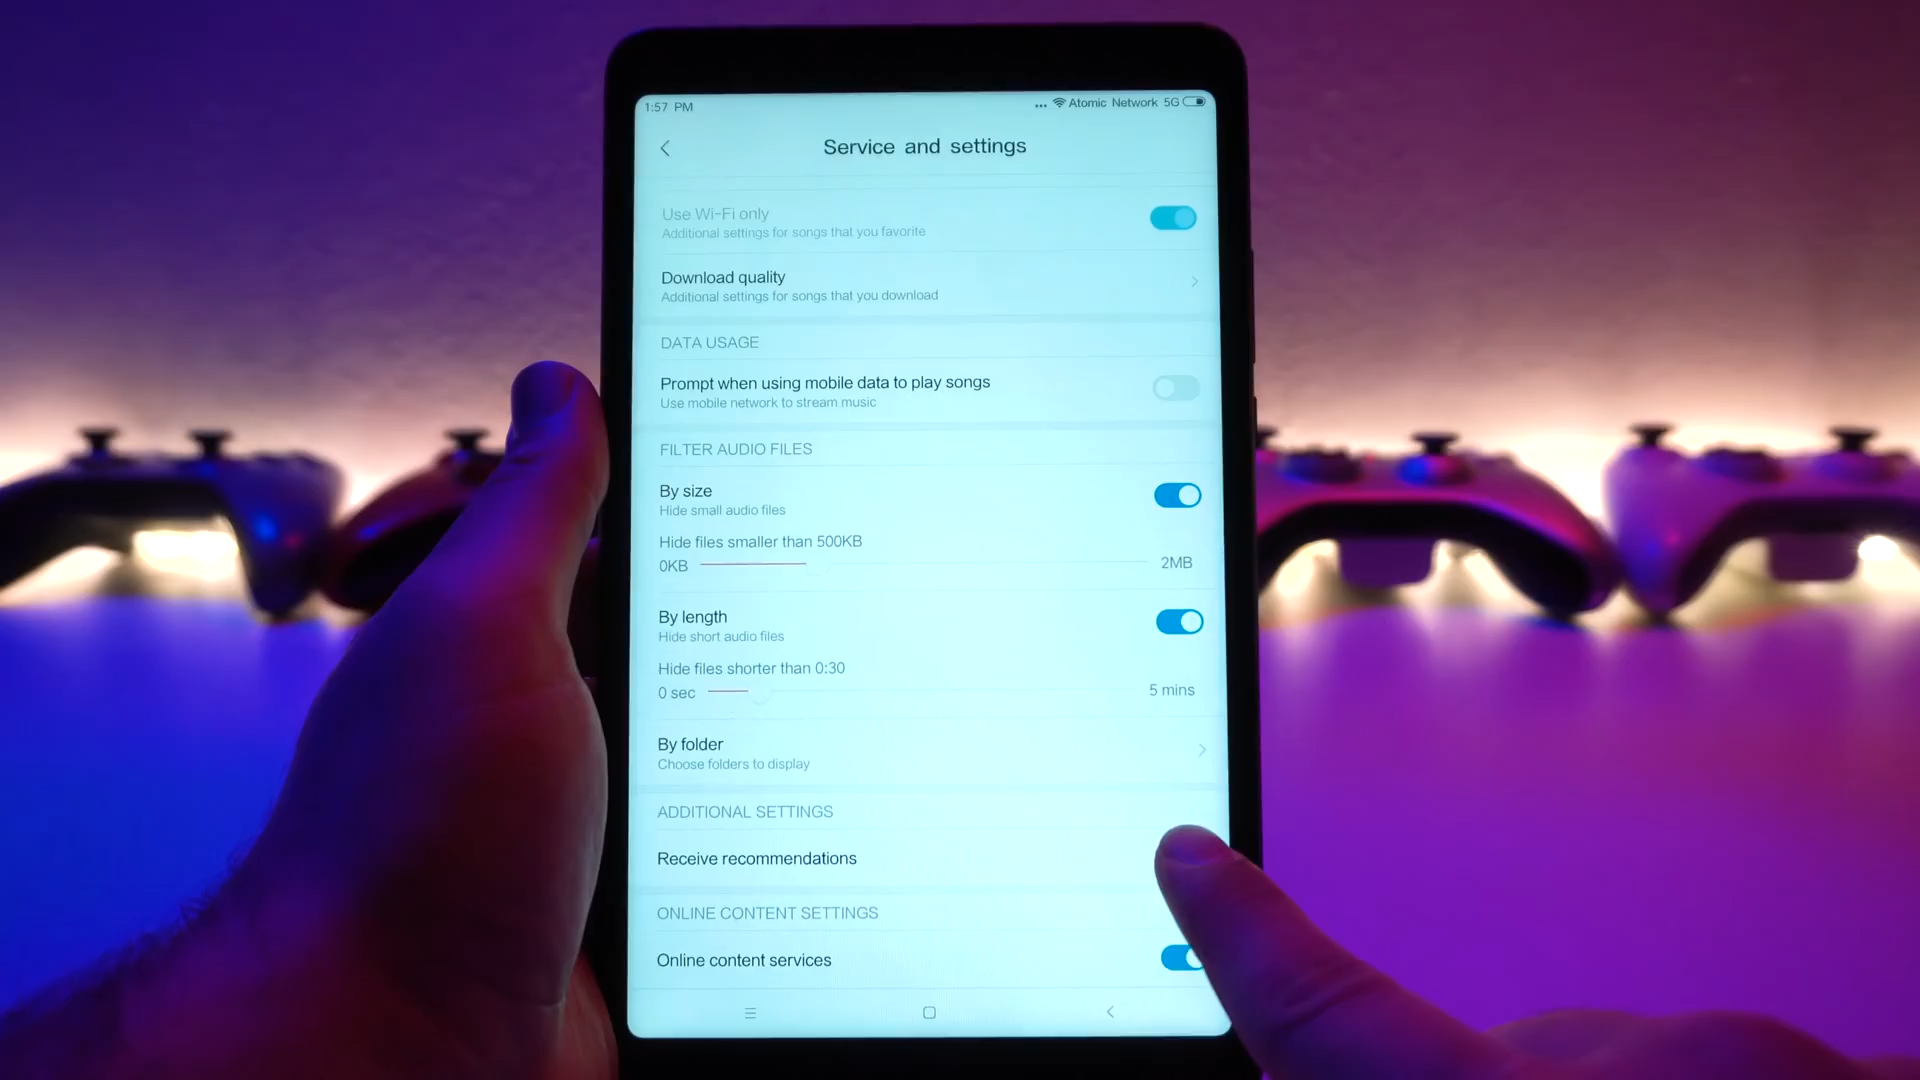 1:57 PM
... Atomic Network 5G
Service and settings
Use Wi-Fi only
Additional settings for songs that you favorite
Download quality
Additional settings for songs that you download
DATA USAGE
Prompt when using mobile data to play songs
Use mobile network to stream music
FILTER AUDIO FILES
By size
Hide small audio files
Hide files smaller than 500KB
0KB 2MB
By length
Hide short audio files
Hide files shorter than 0:30
0 sec 5 mins
By folder
Choose folders to display
ADDITIONAL SETTINGS
Receive recommendations
ONLINE CONTENT SETTINGS
Online content services